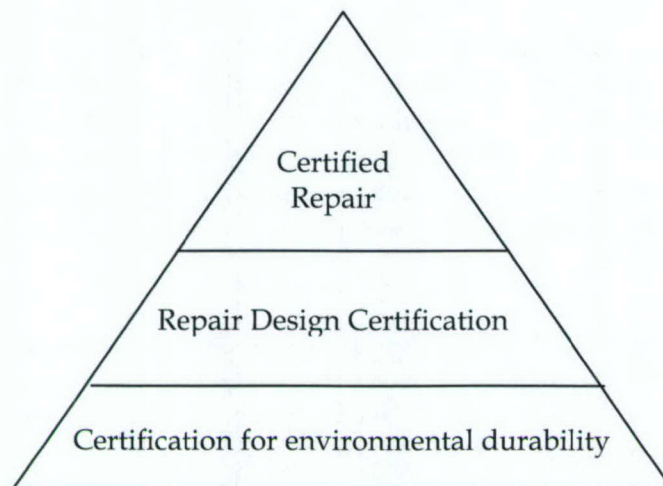 Certified
Repair
Repair Design Certification
Certification for environmental durability